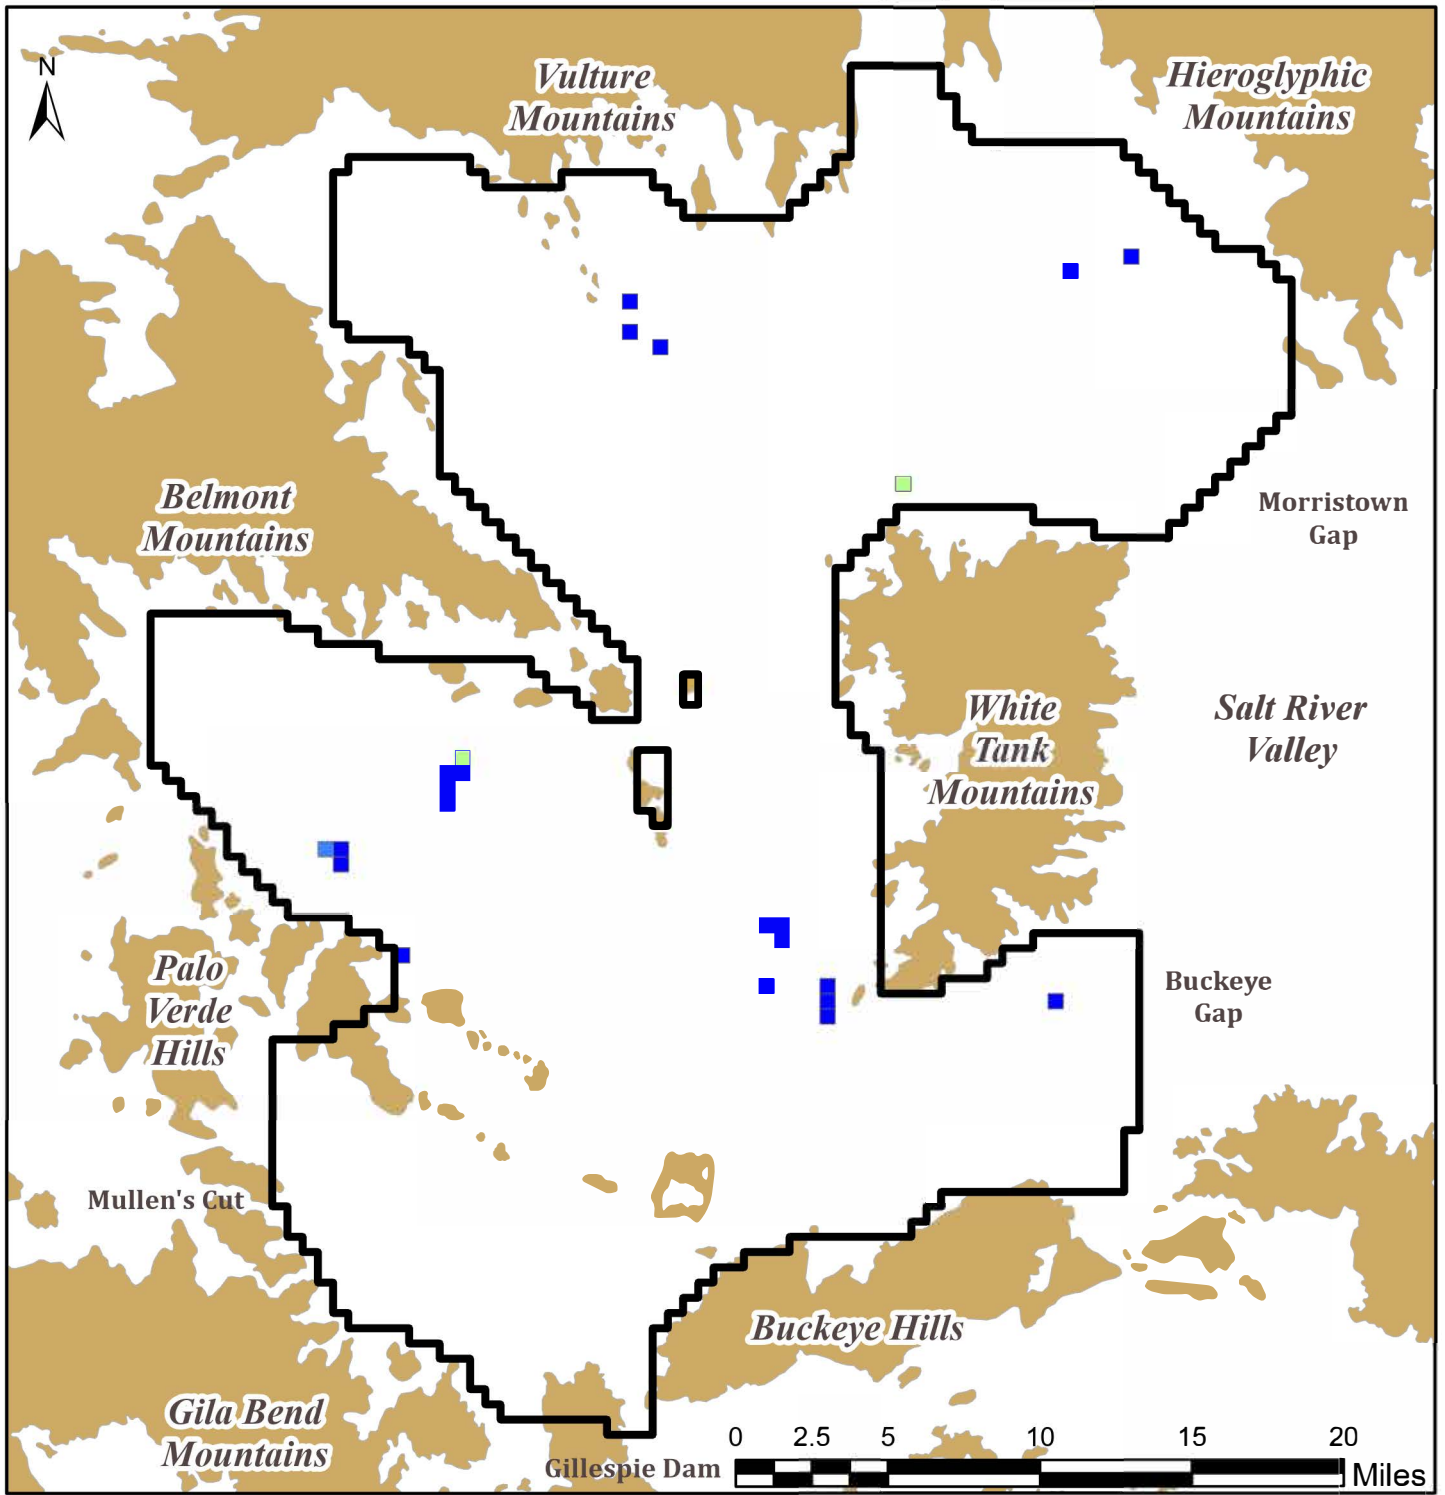 N
Vulture
Mountains
Hieroglyphic
Mountains
Belmont
Mountains
Morristown
Gap
White
Tank
Mountains
Salt River
Valley
Palo
Verde
Hills
Buckeye
Gap
Mullen's Cut
Buckeye Hills
Gila Bend
Mountains
Gillespie Dam
0 2.5 5 10 15 20
Miles